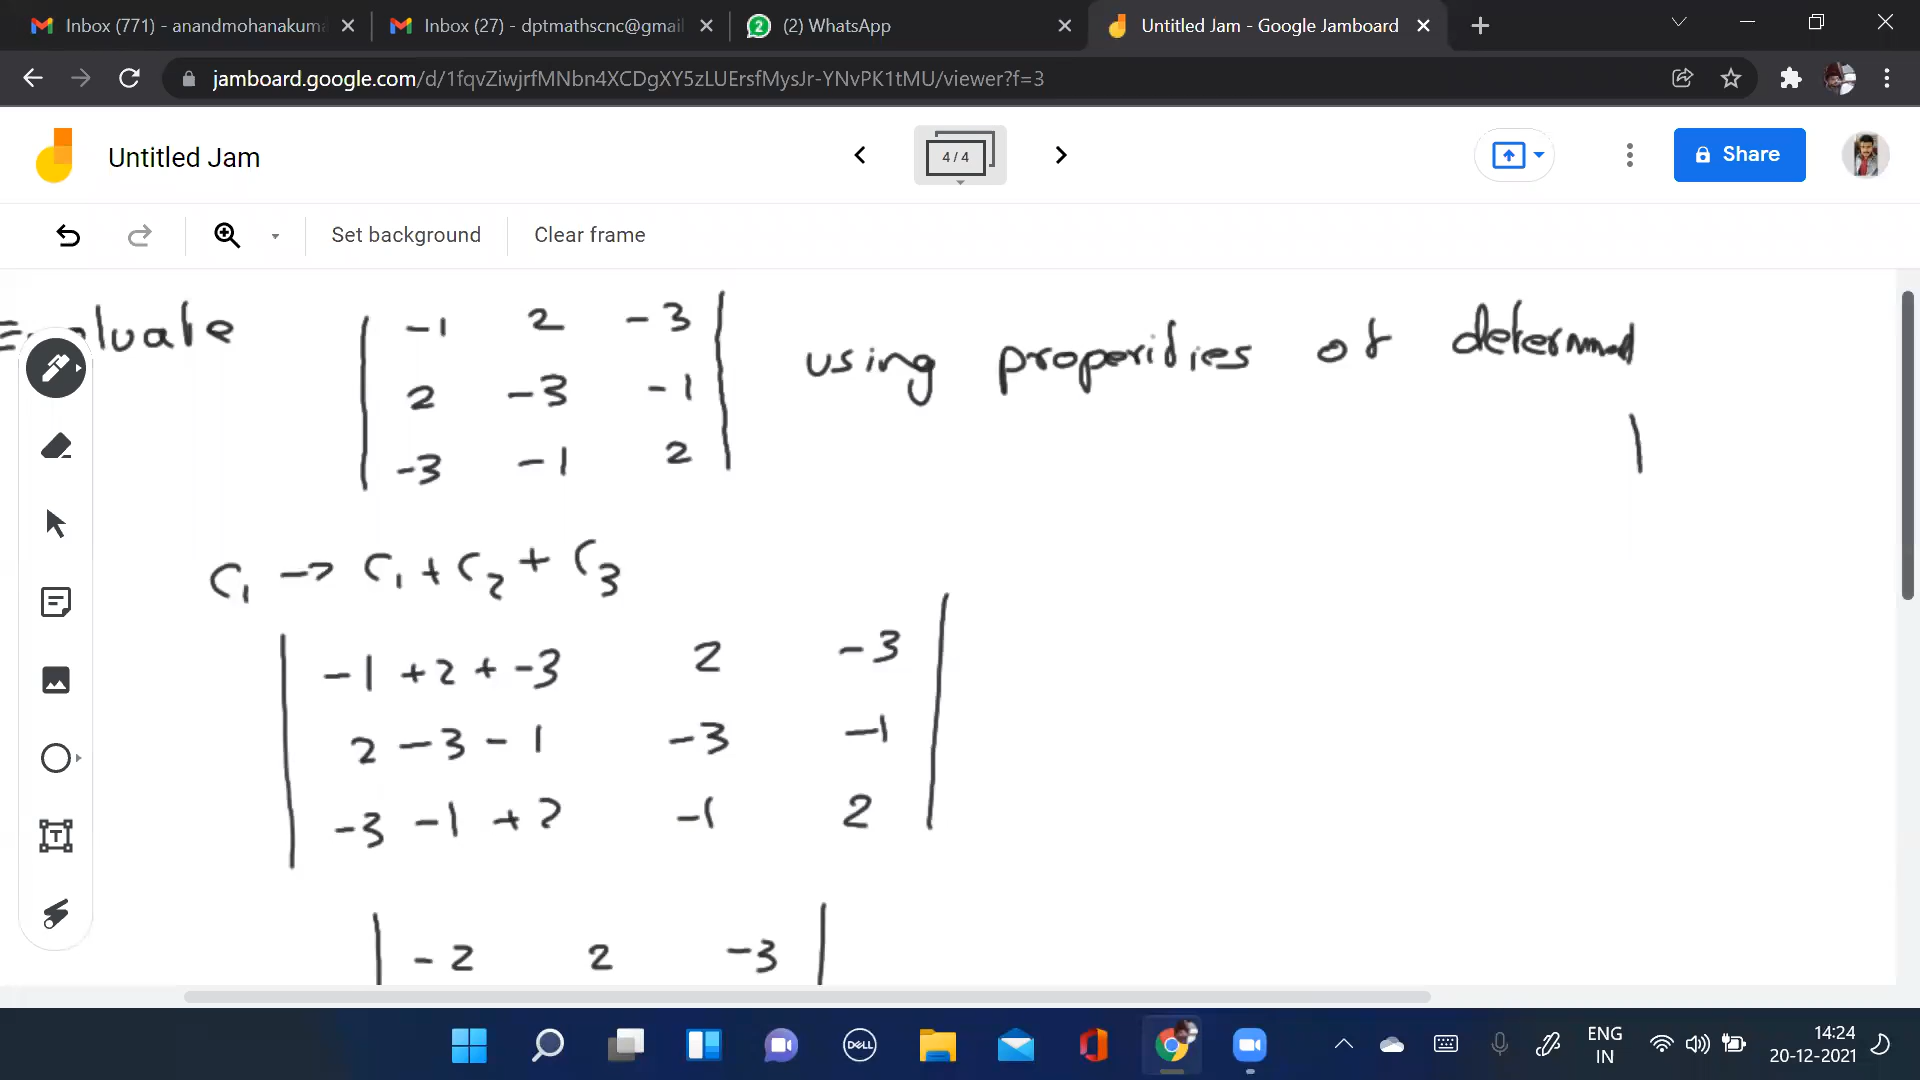 Inbox (771) - anandmohanakum
Inbox (27) - dptmathscnc@gmail
(2) WhatsApp
Untitled Jam - Google Jamboard
jamboard.google.com/d/1fqvZiwjrfMNbn4XCDgXY5zLUErsfMysJr-YNvPK1tMU/viewer?f=3
Untitled Jam
4 / 4
Share
Set background
Clear frame
Evaluate | -1 2 -3 | using properidies of
| 2 -3 -1 |
| -3 -1 2 |
C₁ -> C₁ + C₂ + C₃
| -1 + 2 + -3 2 -3 |
| 2 - 3 - 1 -3 -1 |
| -3 - 1 + 2 -1 2 |
| -2 2 -3 |
DELL
ENG
IN
14:24
20-12-2021